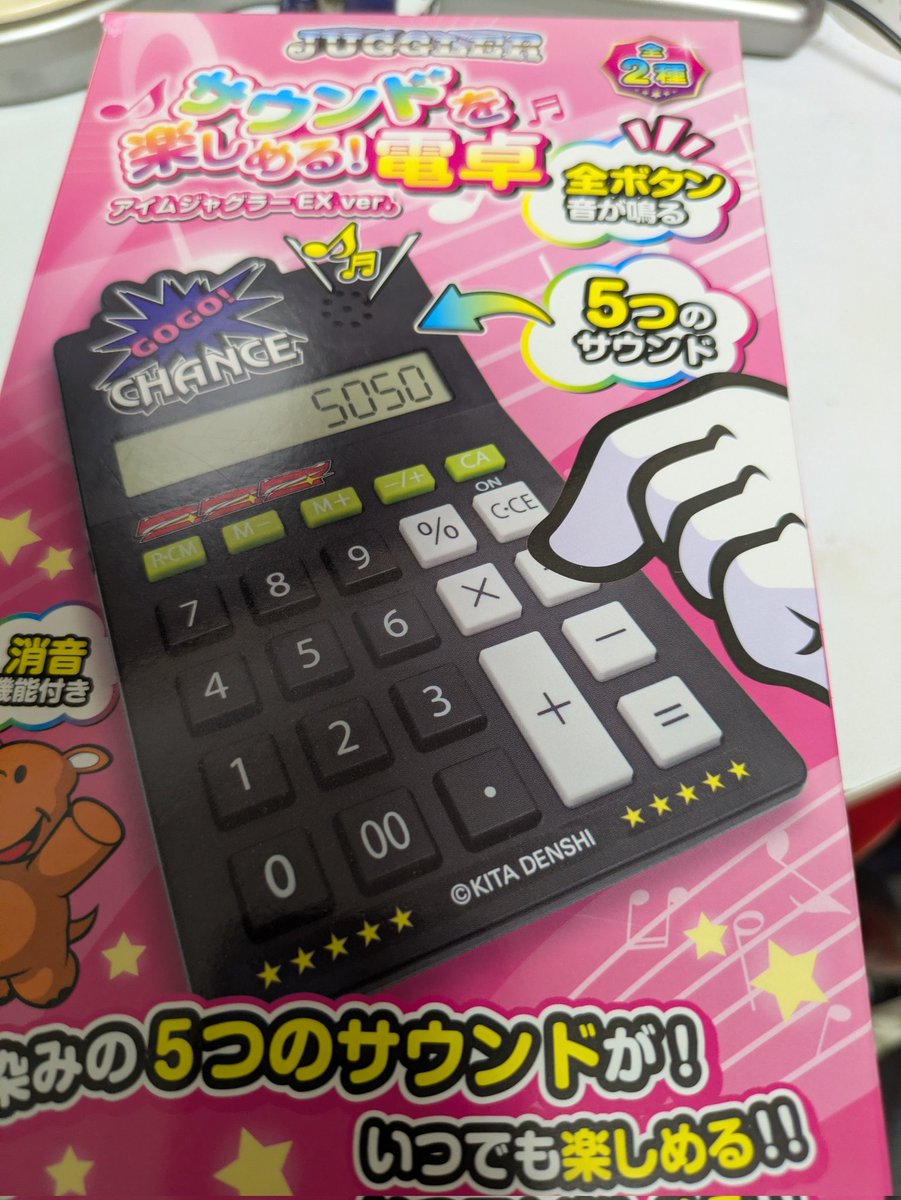 JUGGLER
全
2種
サウンドを
楽しめる!電卓
アイムジャグラーEX ver.
全ボタン
音が鳴る
5つの
サウンド
GOGO!
CHANCE
5050
777
R・CM
M−
M+
−/+
CA
ON
7
8
9
%
C・CE
4
5
6
×
−
1
2
3
+
=
0
00
・
©KITA DENSHI
消音
機能付き
染みの5つのサウンドが!
いつでも楽しめる!!